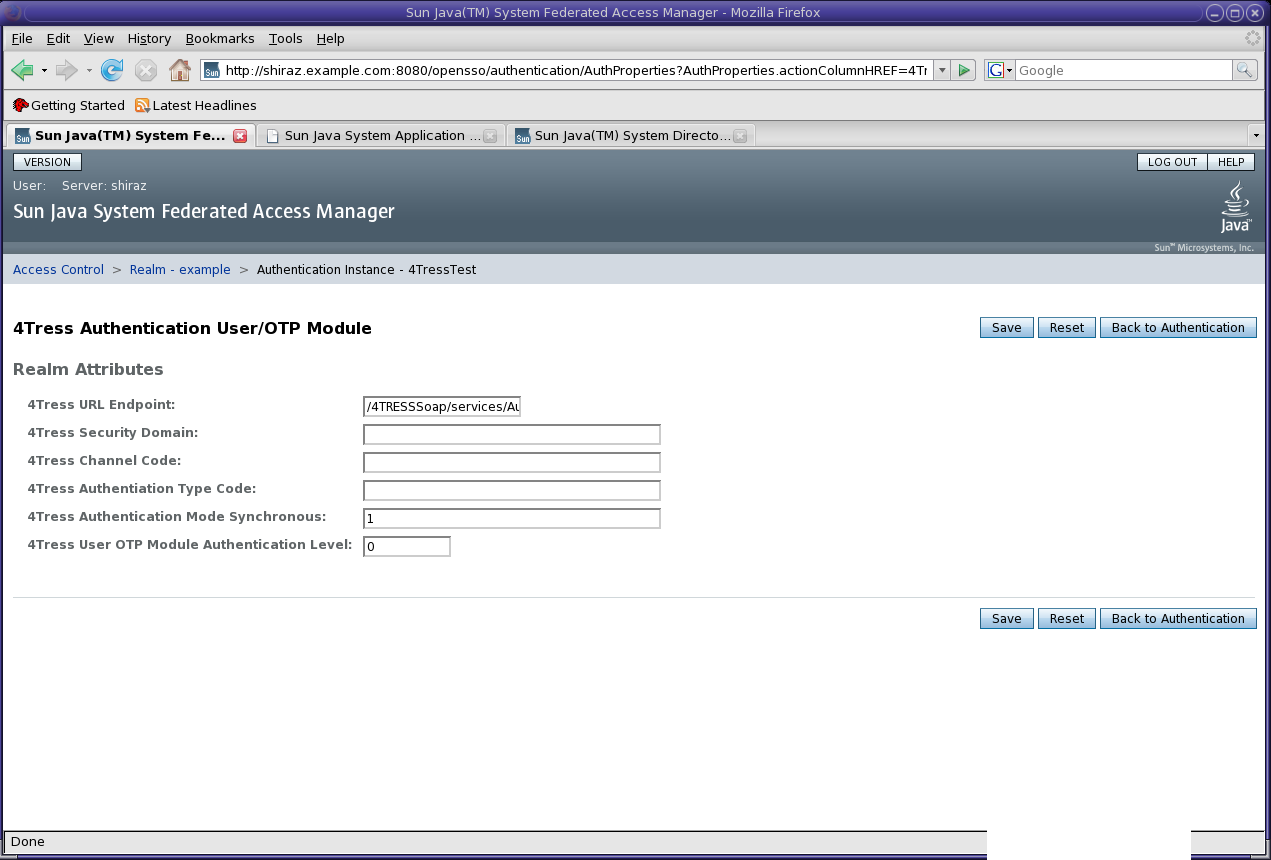 Sun Java(TM) System Federated Access Manager - Mozilla Firefox
File Edit View History Bookmarks Tools Help
Sun http://shiraz.example.com:8080/opensso/authentication/AuthProperties?AuthProperties.actionColumnHREF=4Tr G Google
Getting Started Latest Headlines
Sun Sun Java(TM) System Fe... Sun Java System Application ... Sun Sun Java(TM) System Directo...
VERSION LOG OUT HELP
User: Server: shiraz
Sun Java System Federated Access Manager
Java™
Sun™ Microsystems, Inc.
Access Control > Realm - example > Authentication Instance - 4TressTest
4Tress Authentication User/OTP Module Save Reset Back to Authentication
Realm Attributes
4Tress URL Endpoint: /4TRESSSoap/services/Au
4Tress Security Domain:
4Tress Channel Code:
4Tress Authentiation Type Code:
4Tress Authentication Mode Synchronous: 1
4Tress User OTP Module Authentication Level: 0
Save Reset Back to Authentication
Done